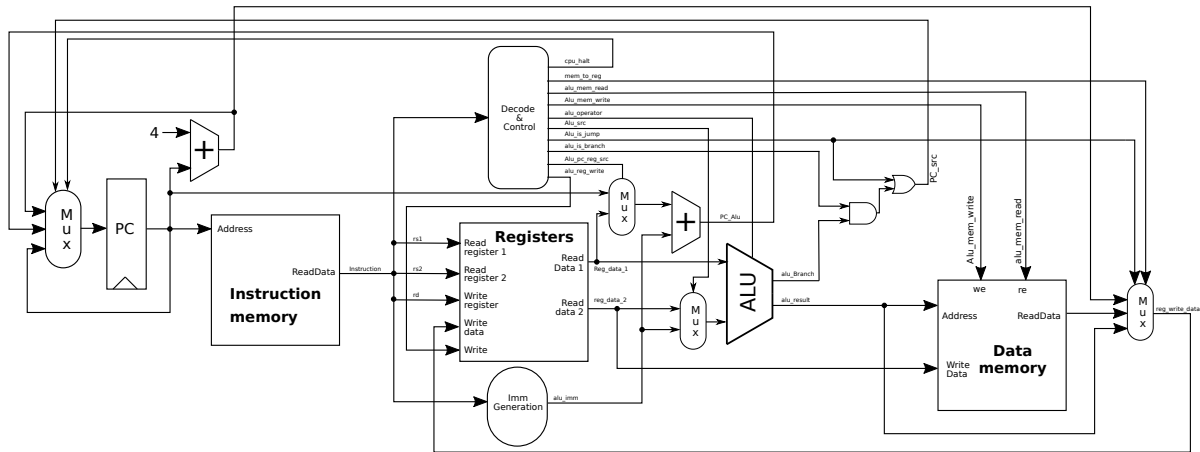 cpu_halt
mem_to_reg
alu_mem_read
Alu_mem_write
alu_operator
Alu_src
Alu_is_jump
alu_is_branch
Alu_pc_reg_src
alu_reg_write
Decode
&
Control
4
+
M
u
x
PC
Address
ReadData
Instruction
memory
Instruction
rs1
rs2
rd
Registers
Read
register 1
Read
register 2
Write
register
Write
data
Write
Read
Data 1
Read
data 2
Reg_data_1
reg_data_2
Imm
Generation
alu_imm
M
u
x
+
PC_Alu
M
u
x
ALU
alu_Branch
alu_result
PC_src
Alu_mem_write
alu_mem_read
we
re
Address
ReadData
Data
memory
Write
Data
M
u
x
reg_write_data